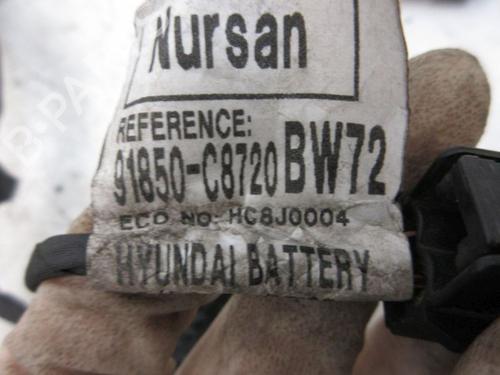 Nursan
REFERENCE:
91850-C8720 BW72
ECO NO: HC8J0004
HYUNDAI BATTERY